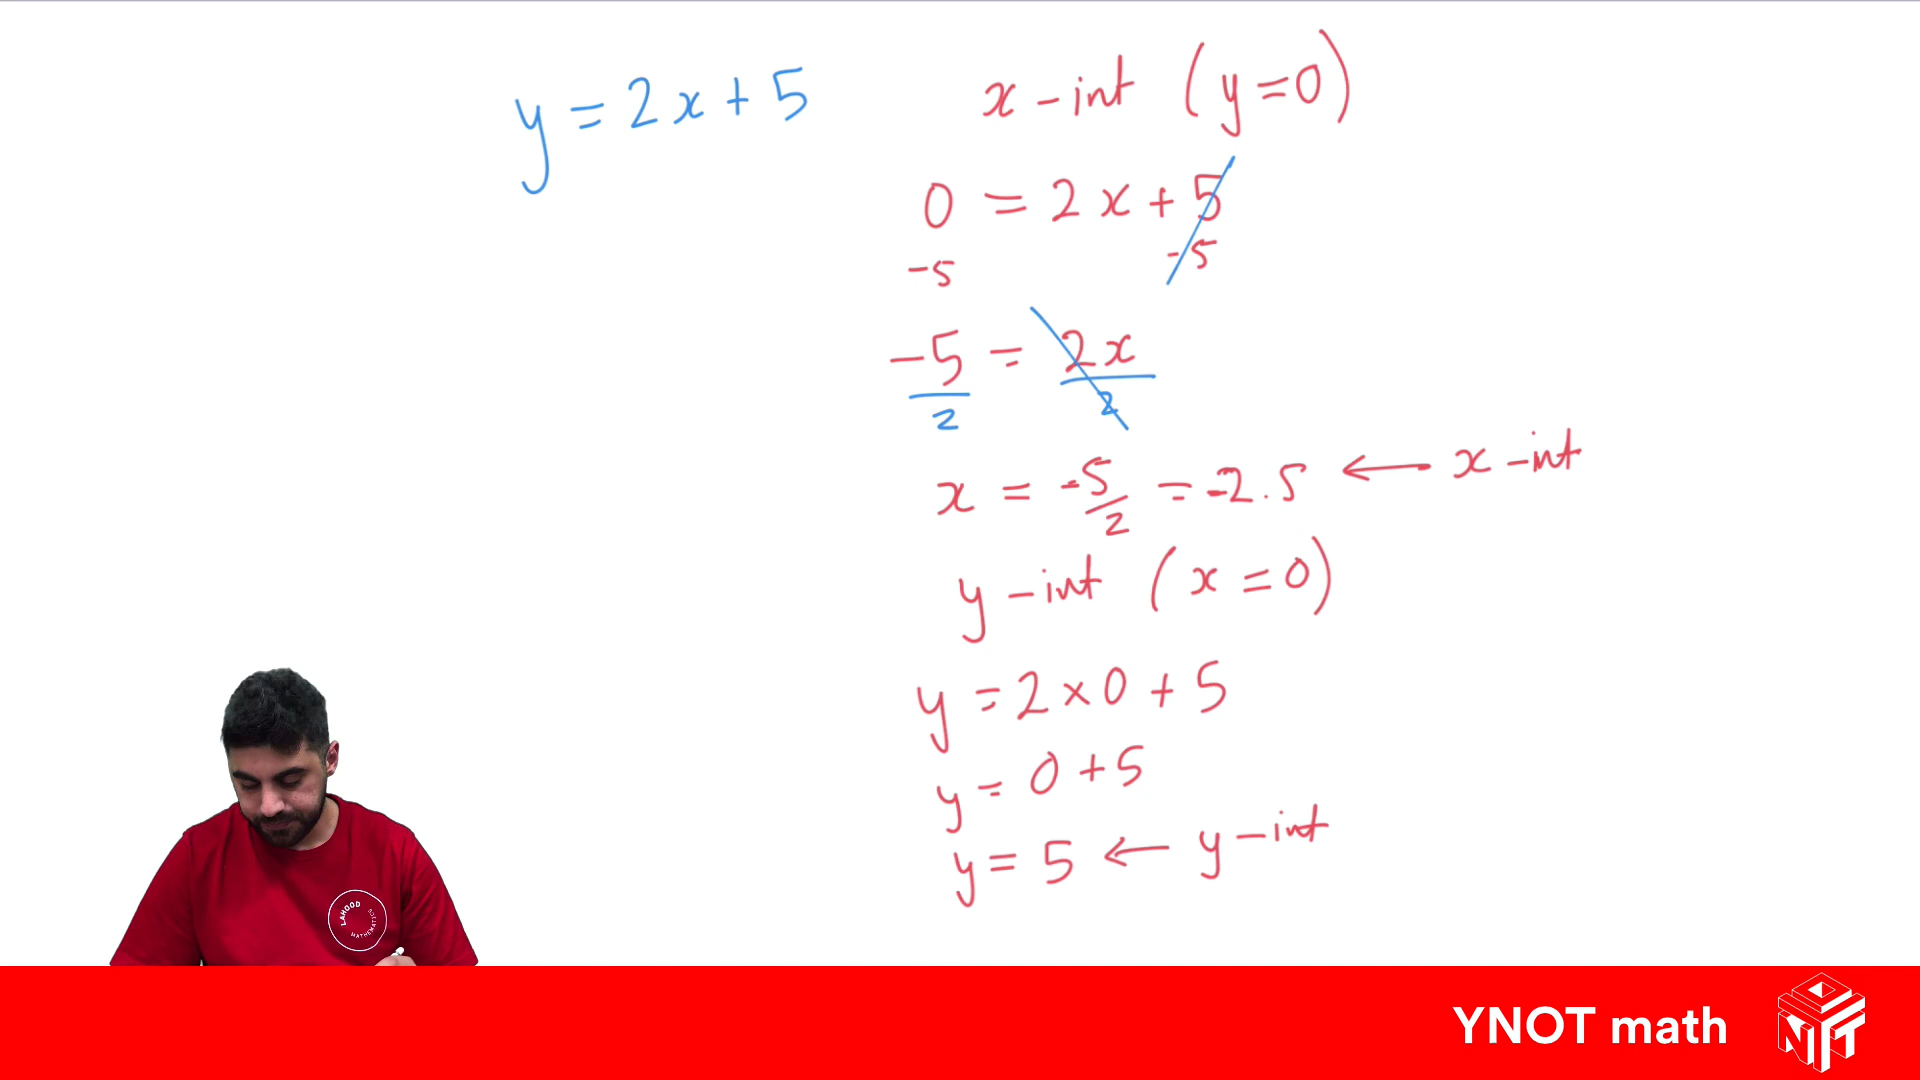 y = 2x + 5
x - int (y = 0)
0 = 2x + 5
-5 -5
-5/2 = 2x/2
x = -5/2 = -2.5 ← x - int
y - int (x = 0)
y = 2 × 0 + 5
y = 0 + 5
y = 5 ← y - int
LAHOOD
MATHEMATICS
YNOT math
YNOT